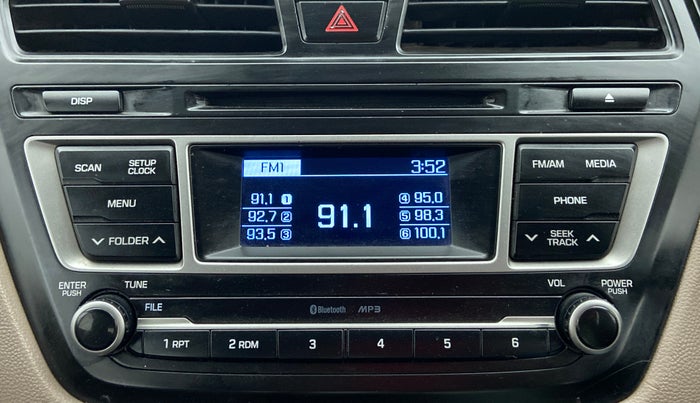 DISP
SCAN
SETUP CLOCK
MENU
FOLDER
FM1 3:52
91.1 1
92.7 2
93.5 3
91.1
4 95.0
5 98.3
6 100.1
FM/AM
MEDIA
PHONE
SEEK TRACK
ENTER PUSH
TUNE
FILE
Bluetooth MP3
VOL
POWER PUSH
1 RPT
2 RDM
3
4
5
6